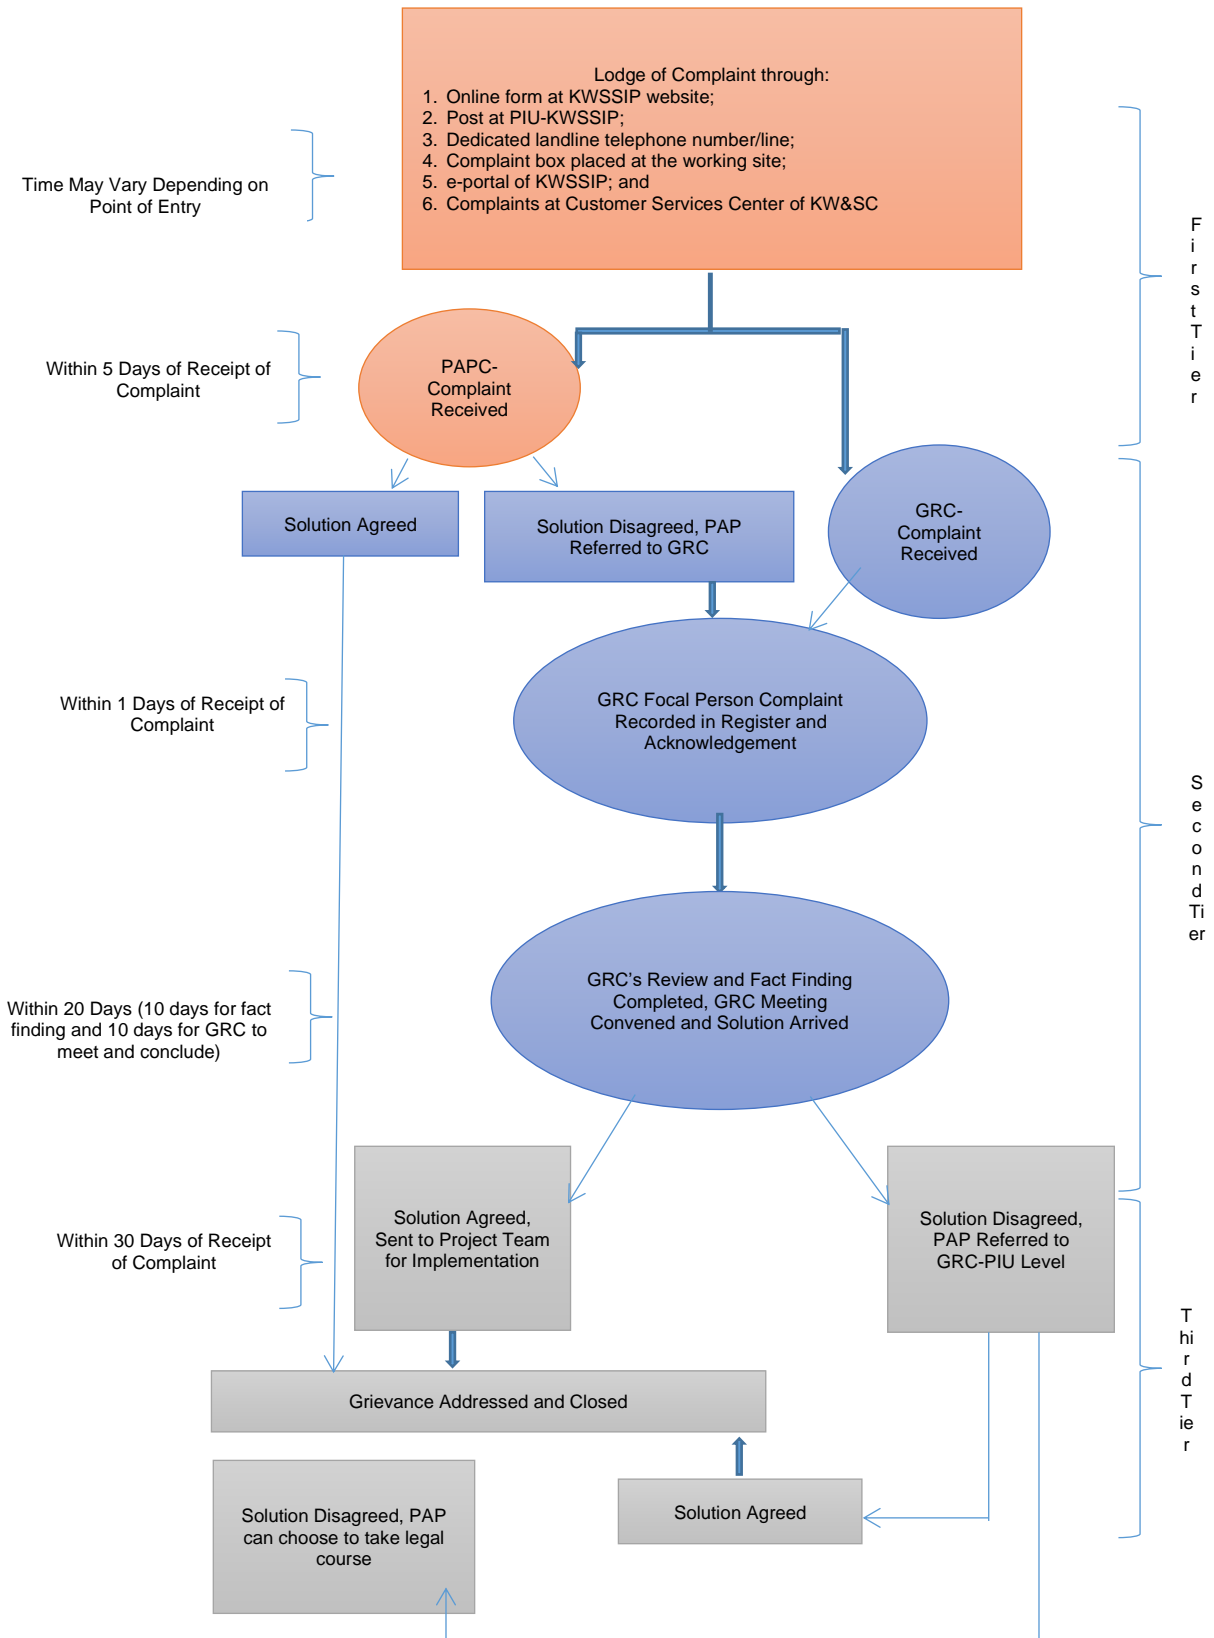 Lodge of Complaint through:
1. Online form at KWSSIP website;
2. Post at PIU-KWSSIP;
3. Dedicated landline telephone number/line;
4. Complaint box placed at the working site;
5. e-portal of KWSSIP; and
6. Complaints at Customer Services Center of KW&SC
Time May Vary Depending on
Point of Entry
F
i
r
s
t
T
i
e
r
Within 5 Days of Receipt of
Complaint
PAPC-
Complaint
Received
Solution Agreed
Solution Disagreed, PAP
Referred to GRC
GRC-
Complaint
Received
Within 1 Days of Receipt of
Complaint
GRC Focal Person Complaint
Recorded in Register and
Acknowledgement
S
e
c
o
n
d
Ti
er
Within 20 Days (10 days for fact
finding and 10 days for GRC to
meet and conclude)
GRC’s Review and Fact Finding
Completed, GRC Meeting
Convened and Solution Arrived
Within 30 Days of Receipt
of Complaint
Solution Agreed,
Sent to Project Team
for Implementation
Solution Disagreed,
PAP Referred to
GRC-PIU Level
T
hi
r
d
T
ie
r
Grievance Addressed and Closed
Solution Disagreed, PAP
can choose to take legal
course
Solution Agreed